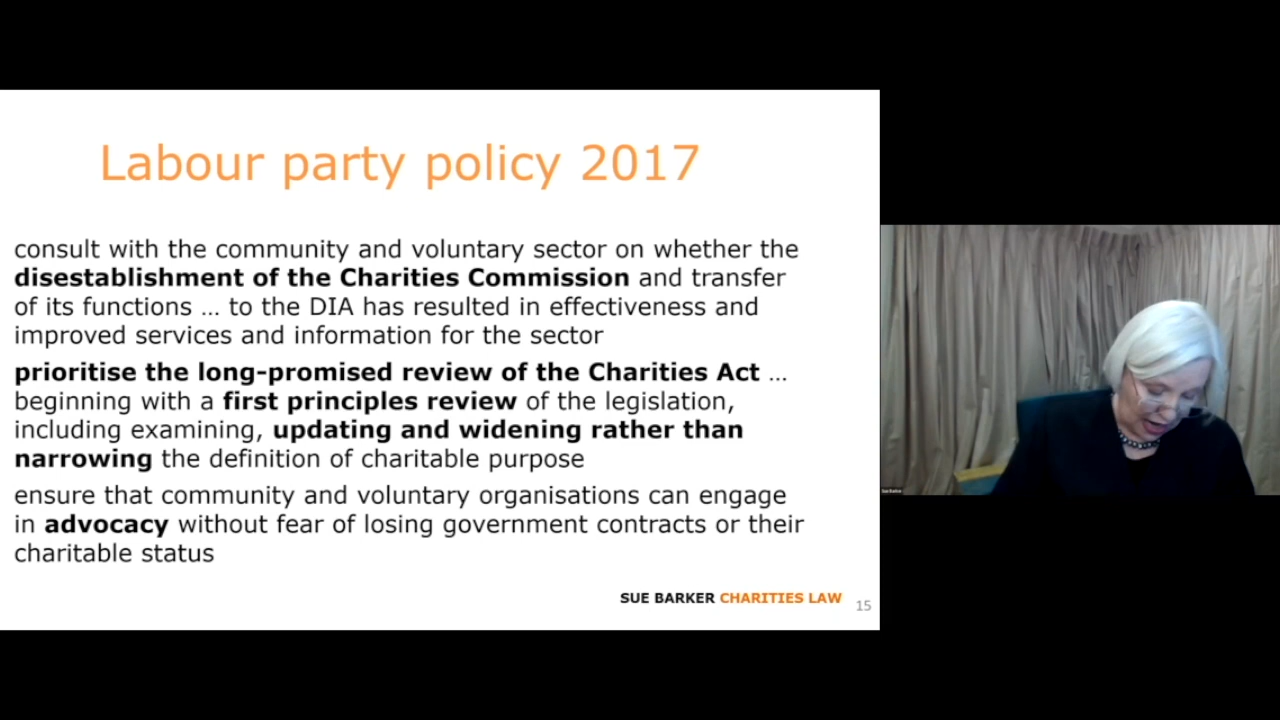 Labour party policy 2017
consult with the community and voluntary sector on whether the
disestablishment of the Charities Commission and transfer
of its functions … to the DIA has resulted in effectiveness and
improved services and information for the sector
prioritise the long-promised review of the Charities Act …
beginning with a first principles review of the legislation,
including examining, updating and widening rather than
narrowing the definition of charitable purpose
ensure that community and voluntary organisations can engage
in advocacy without fear of losing government contracts or their
charitable status
SUE BARKER CHARITIES LAW
15
Sue Barker